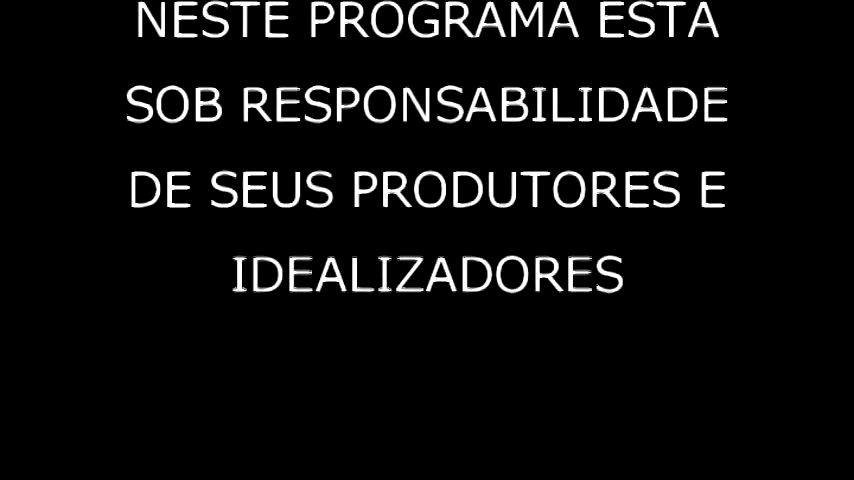 NESTE PROGRAMA ESTA
SOB RESPONSABILIDADE
DE SEUS PRODUTORES E
IDEALIZADORES